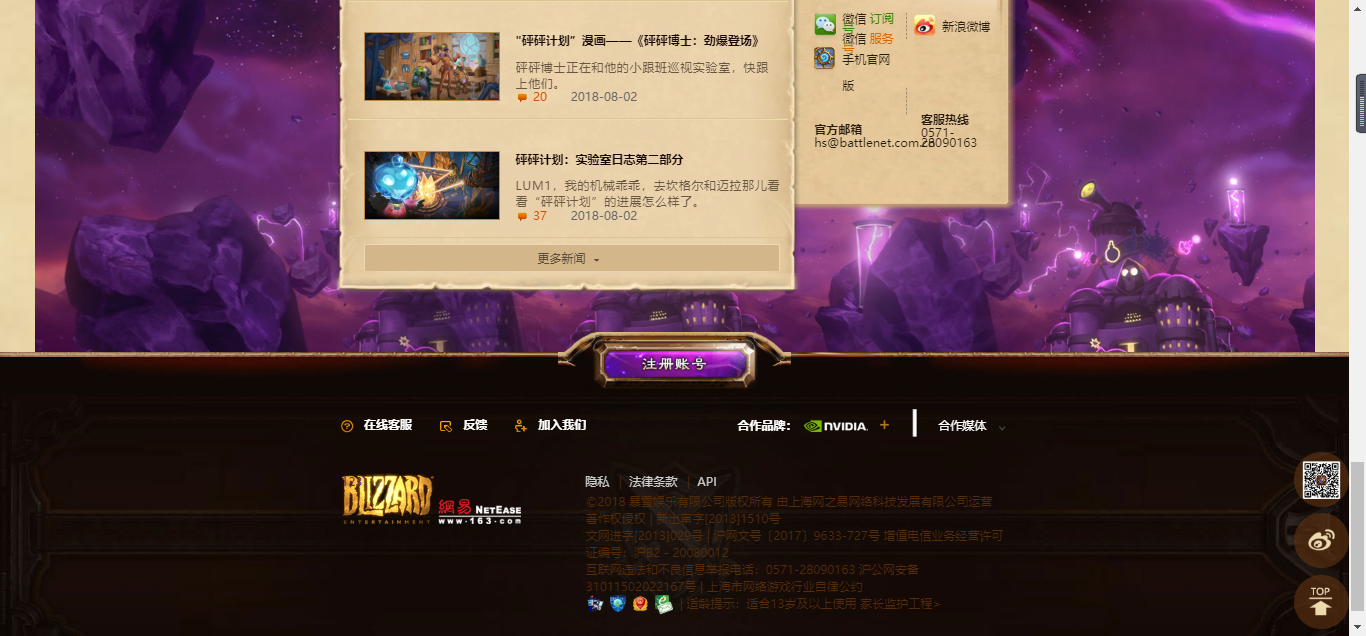 “砰砰计划”漫画——《砰砰博士：劲爆登场》
砰砰博士正在和他的小跟班巡视实验室，快跟
上他们。
20 2018-08-02
砰砰计划：实验室日志第二部分
LUM1，我的机械乖乖，去坎格尔和迈拉那儿看
看“砰砰计划”的进展怎么样了。
37 2018-08-02
更多新闻
微信 订阅
号
微信 服务
号
手机官网
版
新浪微博
官方邮箱
hs@battlenet.com.cn
客服热线
0571-
28090163
注册账号
在线客服 反馈 加入我们
合作品牌： NVIDIA. + 合作媒体
BLIZZARD
ENTERTAINMENT
網易 NETEASE
www.163.com
隐私 | 法律条款 | API
©2018 暴雪娱乐有限公司版权所有 由上海网之易网络科技发展有限公司运营
著作权侵权 | 新出审字[2013]1510号
文网进字[2013]029号 | 沪网文号〔2017〕9633-727号 增值电信业务经营许可
证编号：沪B2 - 20080012
互联网违法和不良信息举报电话：0571-28090163 沪公网安备
31011502022167号 | 上海市网络游戏行业自律公约
| 适龄提示：适合13岁及以上使用 家长监护工程>
TOP